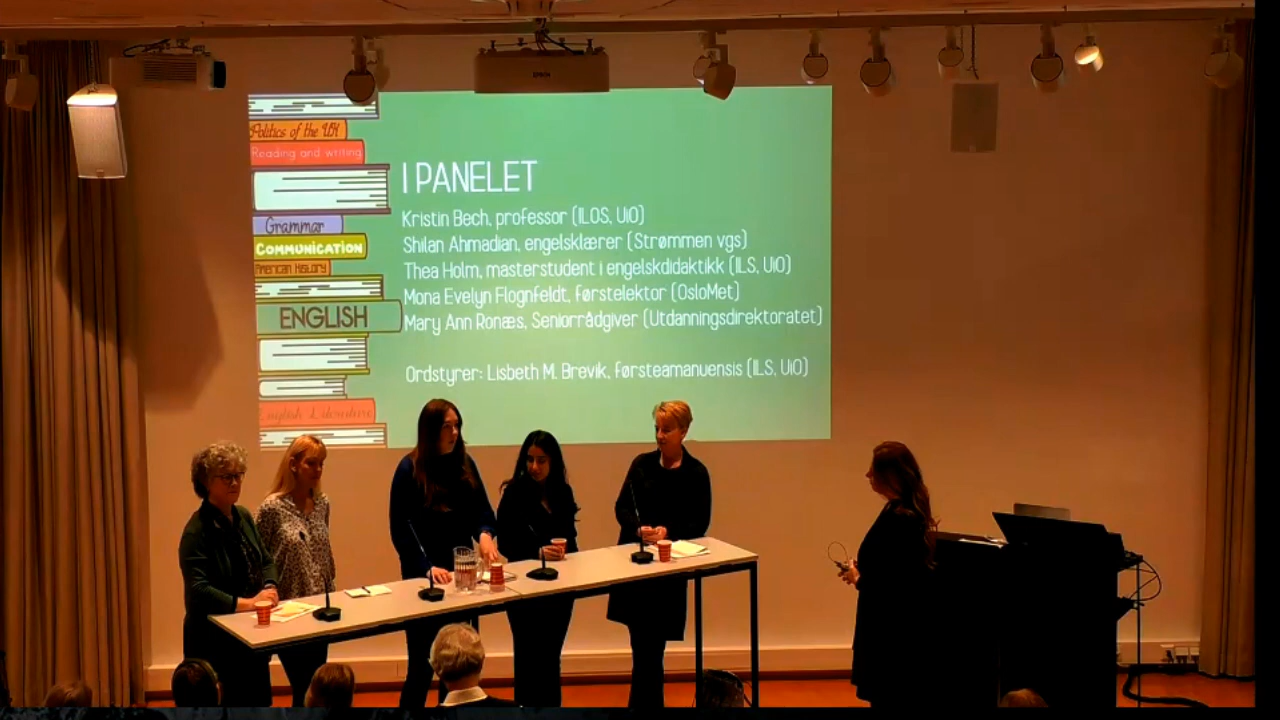 EPSON
Politics of the UK
Reading and writing
Grammar
COMMUNICATION
American History
ENGLISH
English Literature
I PANELET
Kristin Bech, professor (ILOS, UiO)
Shilan Ahmadian, engelsklærer (Strømmen vgs)
Thea Holm, masterstudent i engelskdidaktikk (ILS, UiO)
Mona Evelyn Flognfeldt, førstelektor (OsloMet)
Mary Ann Ronæs, Seniorrådgiver (Utdanningsdirektoratet)
Ordstyrer: Lisbeth M. Brevik, førsteamanuensis (ILS, UiO)